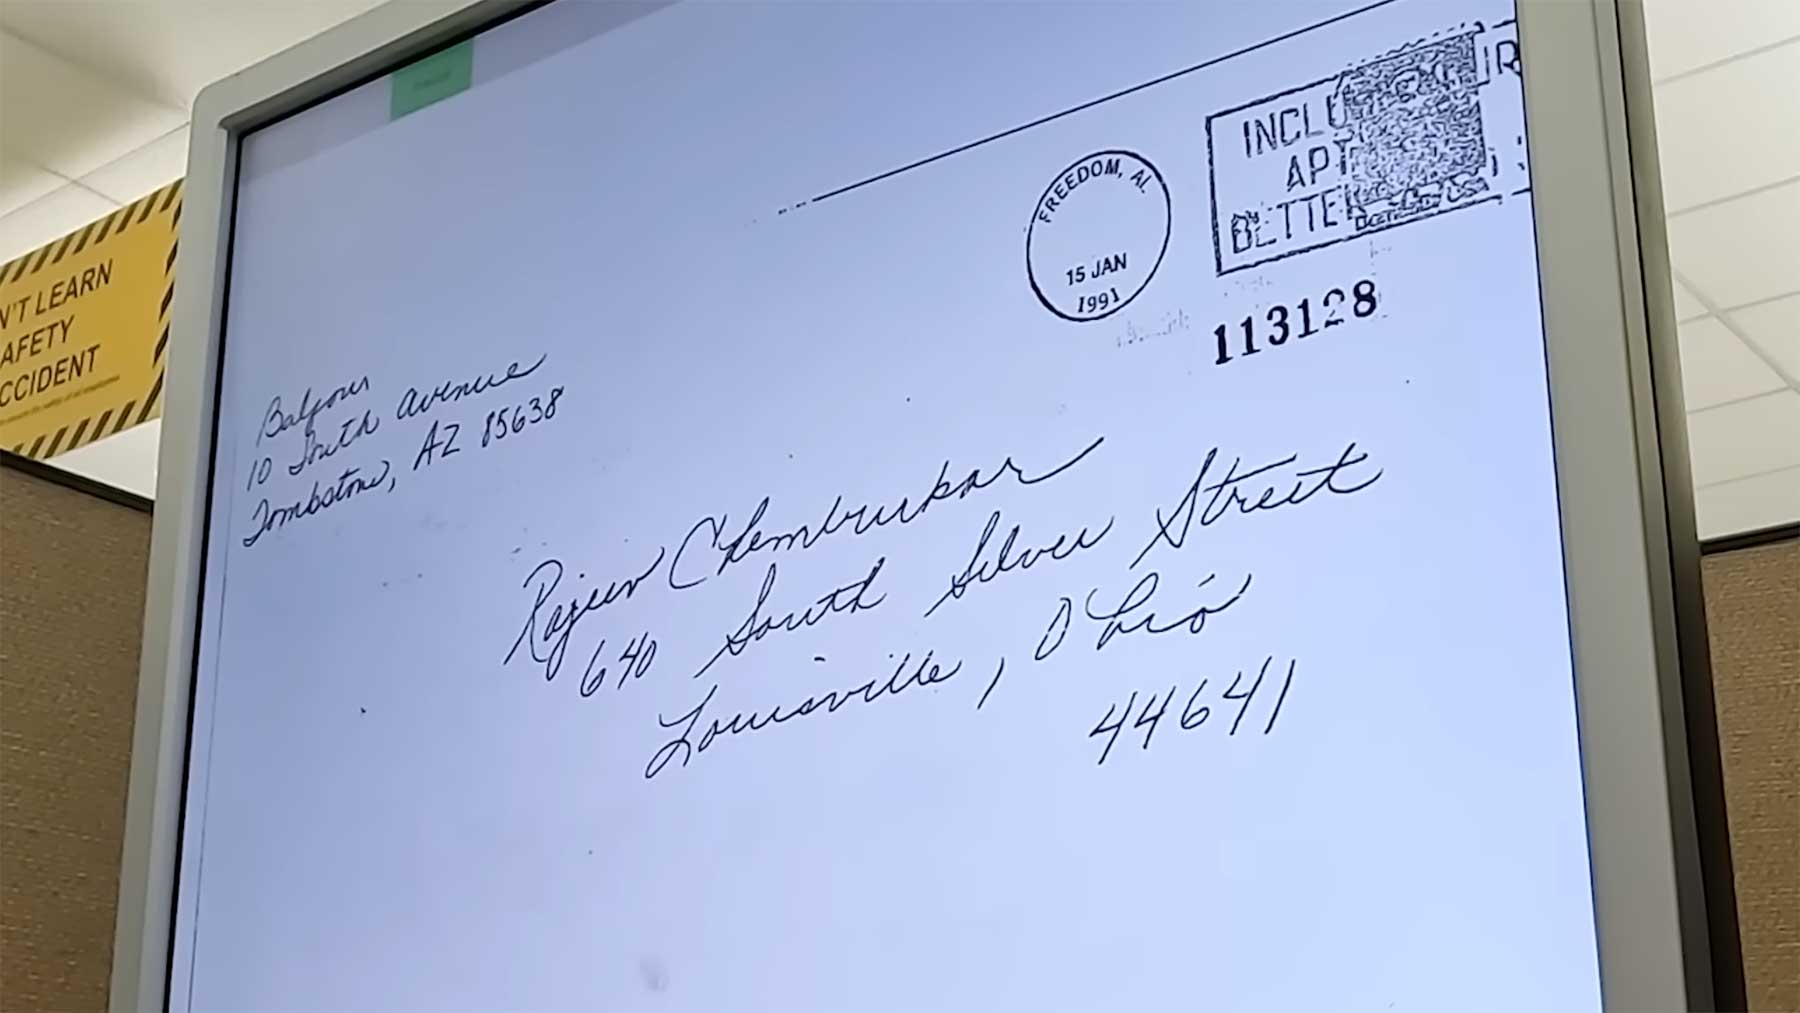 N'T LEARN
AFETY
CCIDENT
FREEDOM, AL
15 JAN
1991
INCLU
APT
BETTE
113128
Balfour
10 South Avenue
Tombstone, AZ 85638
Rajeev Chembrukar
640 South Silver Street
Louisville, Ohio
44641